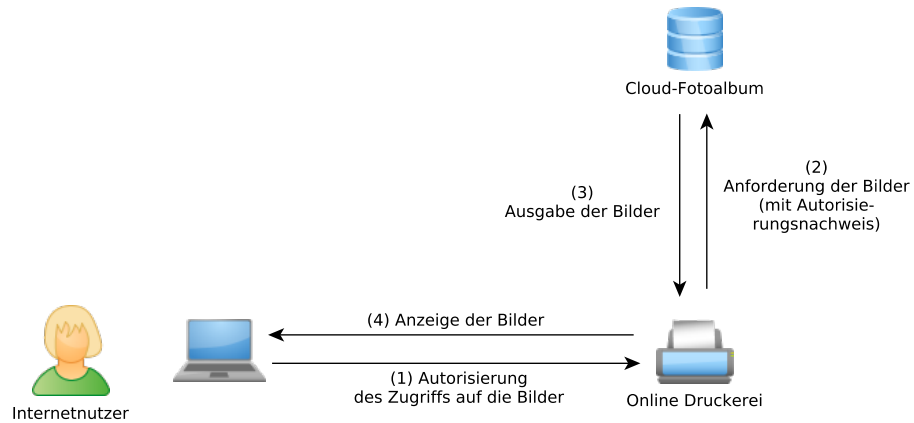 Cloud-Fotoalbum
(2)
Anforderung der Bilder
(mit Autorisie-
rungsnachweis)
(3)
Ausgabe der Bilder
(4) Anzeige der Bilder
(1) Autorisierung
des Zugriffs auf die Bilder
Online Druckerei
Internetnutzer